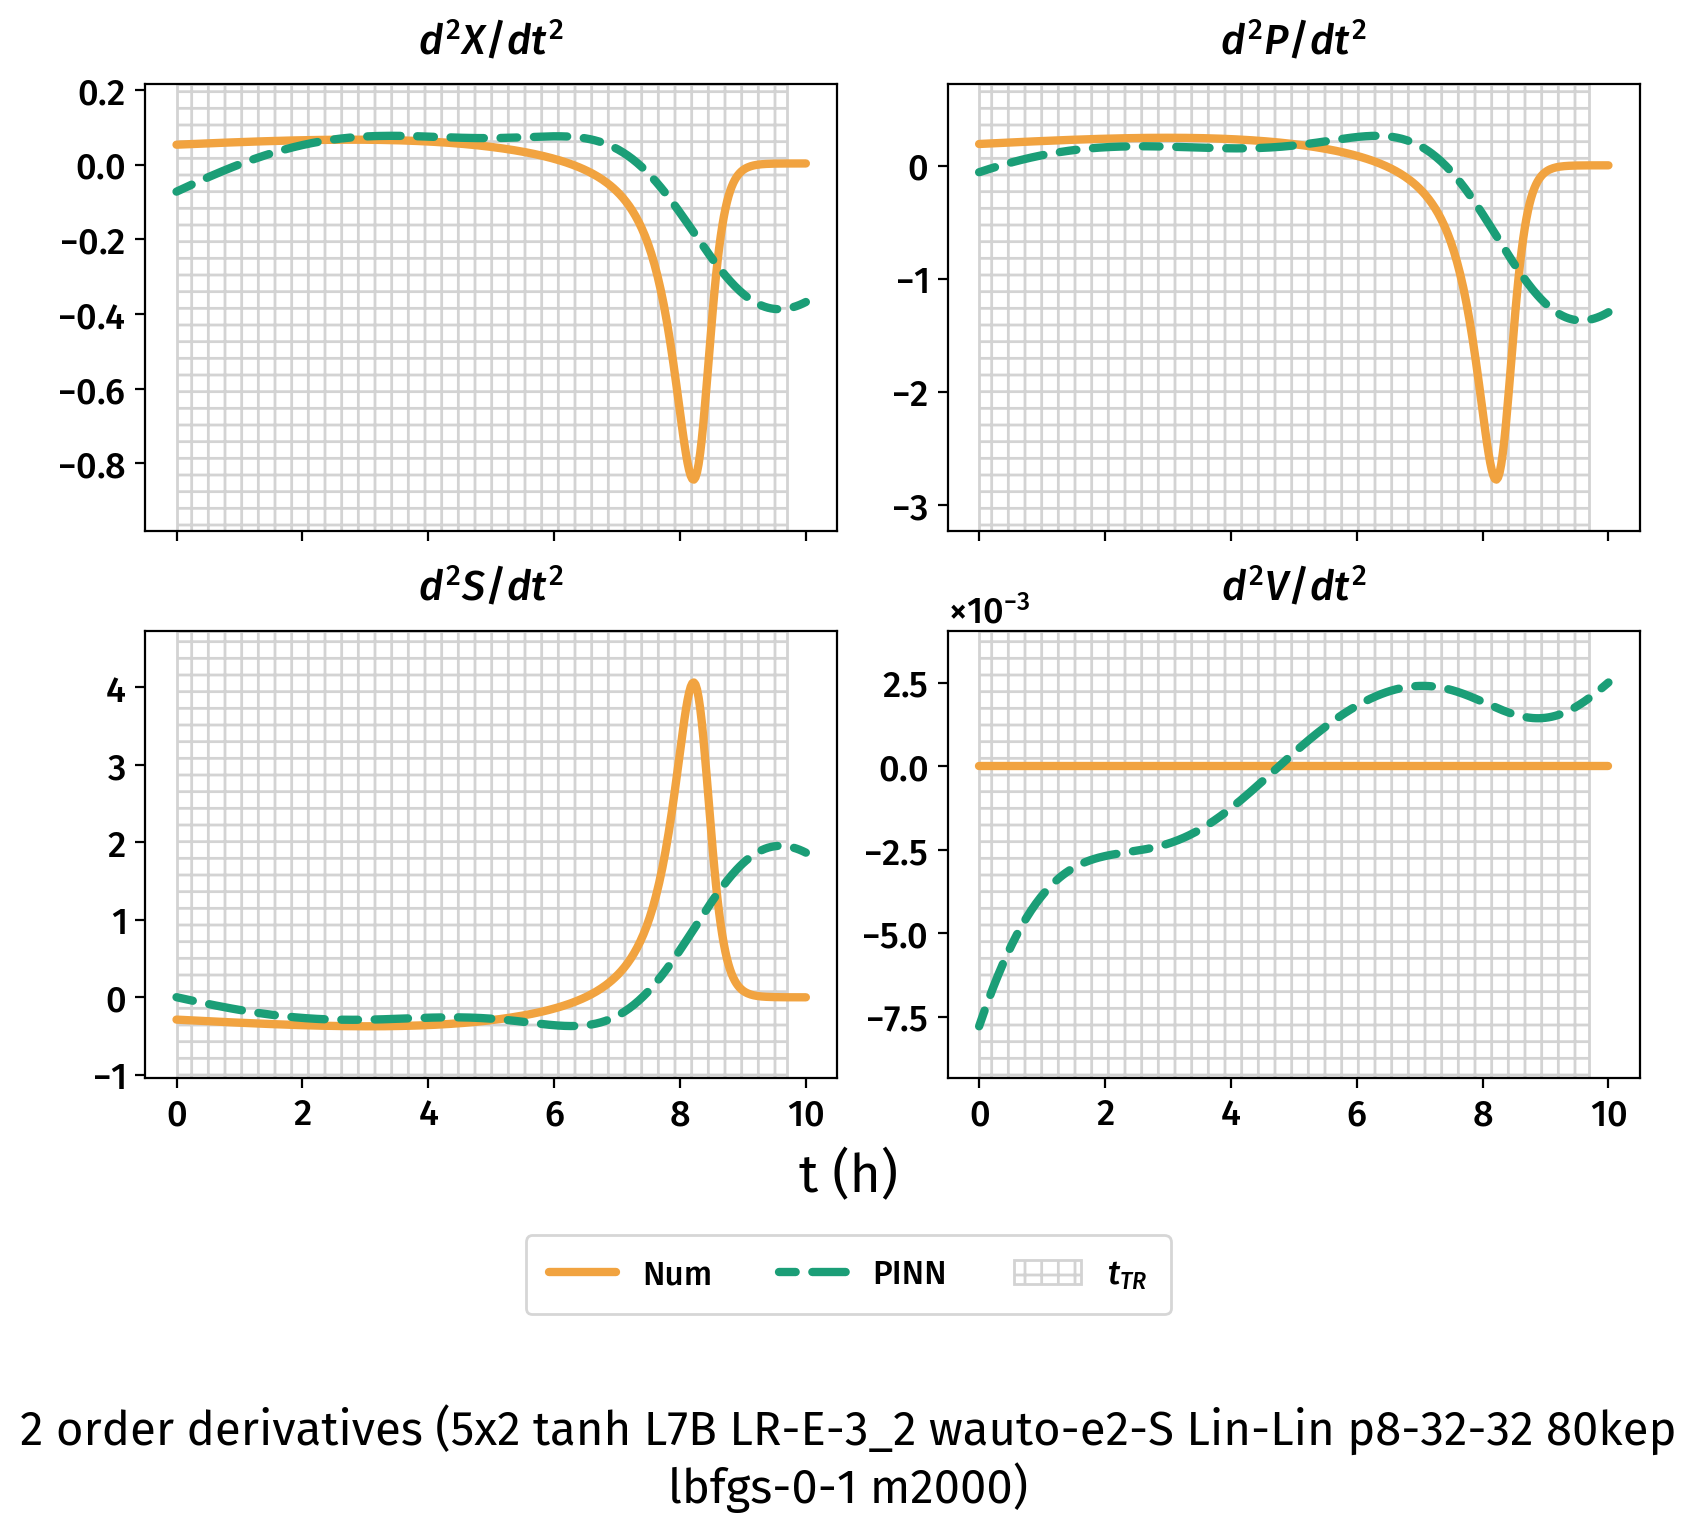 d²X/dt²
d²P/dt²
0.2
0.0
−0.2
−0.4
−0.6
−0.8
0
−1
−2
−3
d²S/dt²
d²V/dt²
×10⁻³
4
3
2
1
0
−1
2.5
0.0
−2.5
−5.0
−7.5
0 2 4 6 8 10
0 2 4 6 8 10
t (h)
Num PINN t_TR
2 order derivatives (5x2 tanh L7B LR-E-3_2 wauto-e2-S Lin-Lin p8-32-32 80kep
lbfgs-0-1 m2000)